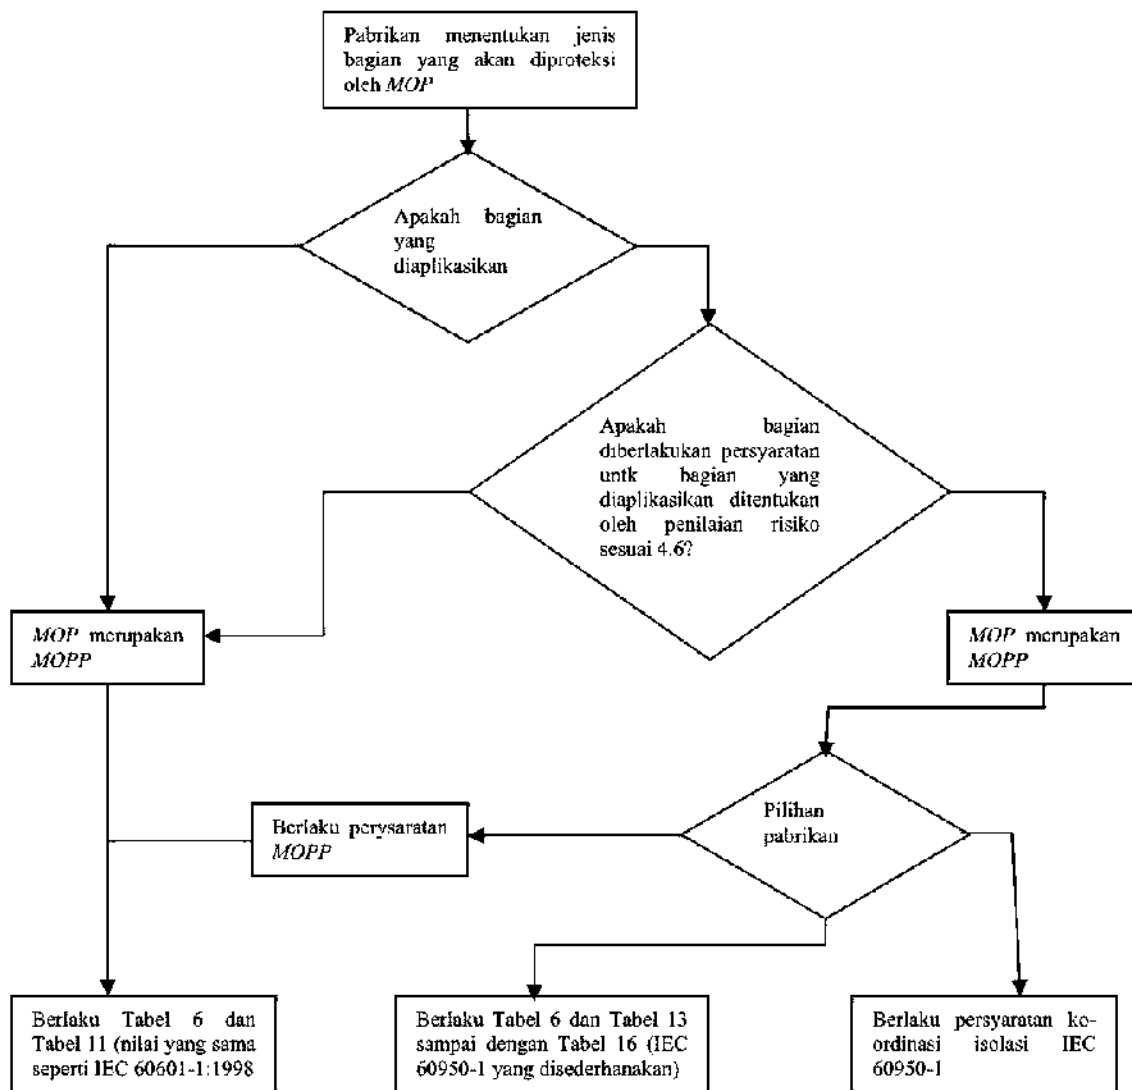 Pabrikan menentukan jenis
bagian yang akan diproteksi
oleh MOP
Apakah bagian
yang
diaplikasikan
Apakah bagian
diberlakukan persyaratan
untk bagian yang
diaplikasikan ditentukan
oleh penilaian risiko
sesuai 4.6?
MOP merupakan
MOPP
MOP merupakan
MOPP
Pilihan
pabrikan
Berlaku perysaratan
MOPP
Berlaku Tabel 6 dan
Tabel 11 (nilai yang sama
seperti IEC 60601-1:1998
Berlaku Tabel 6 dan Tabel 13
sampai dengan Tabel 16 (IEC
60950-1 yang disederhanakan)
Berlaku persyaratan ko-
ordinasi isolasi IEC
60950-1